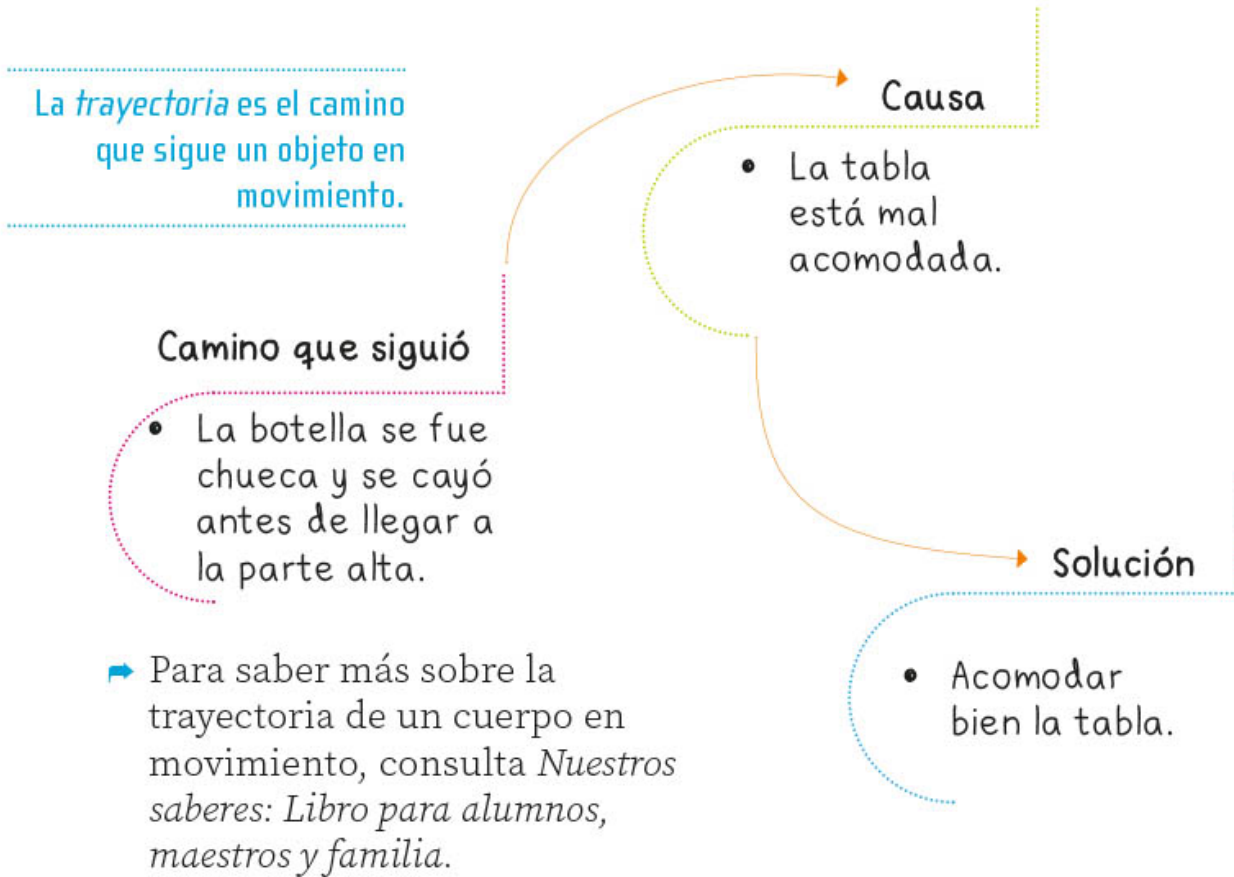 La trayectoria es el camino
que sigue un objeto en
movimiento.
Causa
• La tabla
está mal
acomodada.
Camino que siguió
• La botella se fue
chueca y se cayó
antes de llegar a
la parte alta.
Solución
• Acomodar
bien la tabla.
Para saber más sobre la
trayectoria de un cuerpo en
movimiento, consulta Nuestros
saberes: Libro para alumnos,
maestros y familia.